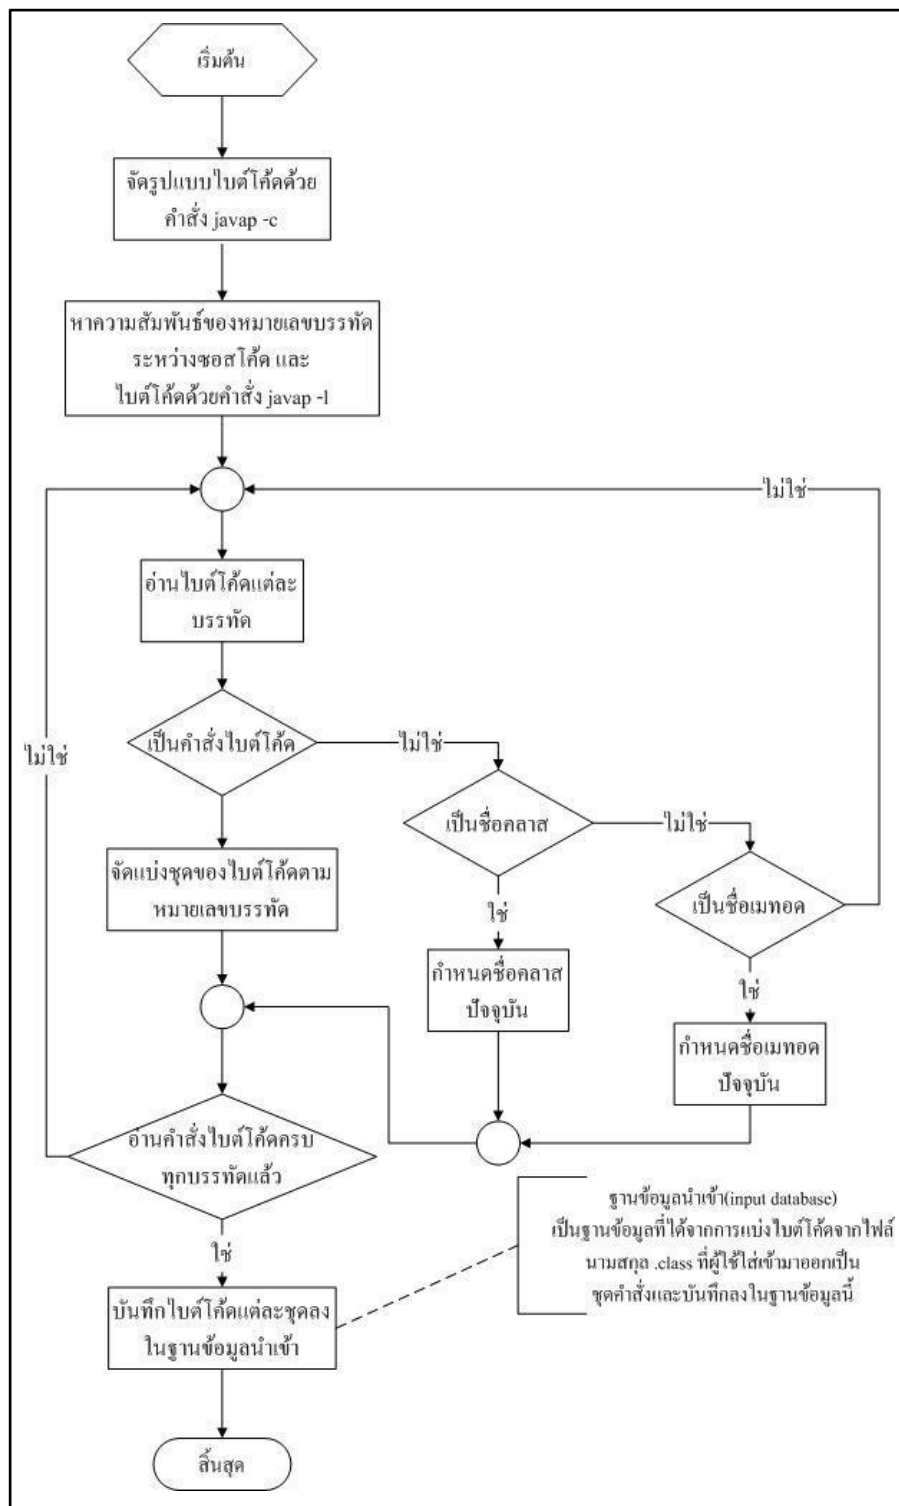 เริ่มต้น
จัดรูปแบบไบต์โค้ดด้วย
คำสั่ง javap -c
หาความสัมพันธ์ของหมายเลขบรรทัด
ระหว่างซอสโค้ด และ
ไบต์โค้ดด้วยคำสั่ง javap -l
ไม่ใช่
อ่านไบต์โค้ดแต่ละ
บรรทัด
ไม่ใช่
เป็นคำสั่งไบต์โค้ด
ไม่ใช่
เป็นชื่อคลาส
ไม่ใช่
เป็นชื่อเมทอด
จัดแบ่งชุดของไบต์โค้ดตาม
หมายเลขบรรทัด
ใช่
กำหนดชื่อคลาส
ปัจจุบัน
ใช่
กำหนดชื่อเมทอด
ปัจจุบัน
อ่านคำสั่งไบต์โค้ดครบ
ทุกบรรทัดแล้ว
ใช่
ฐานข้อมูลนำเข้า(input database)
เป็นฐานข้อมูลที่ได้จากการแบ่งไบต์โค้ดจากไฟล์
นามสกุล .class ที่ผู้ใช้ใส่เข้ามาออกเป็น
ชุดคำสั่งและบันทึกลงในฐานข้อมูลนี้
บันทึกไบต์โค้ดแต่ละชุดลง
ในฐานข้อมูลนำเข้า
สิ้นสุด